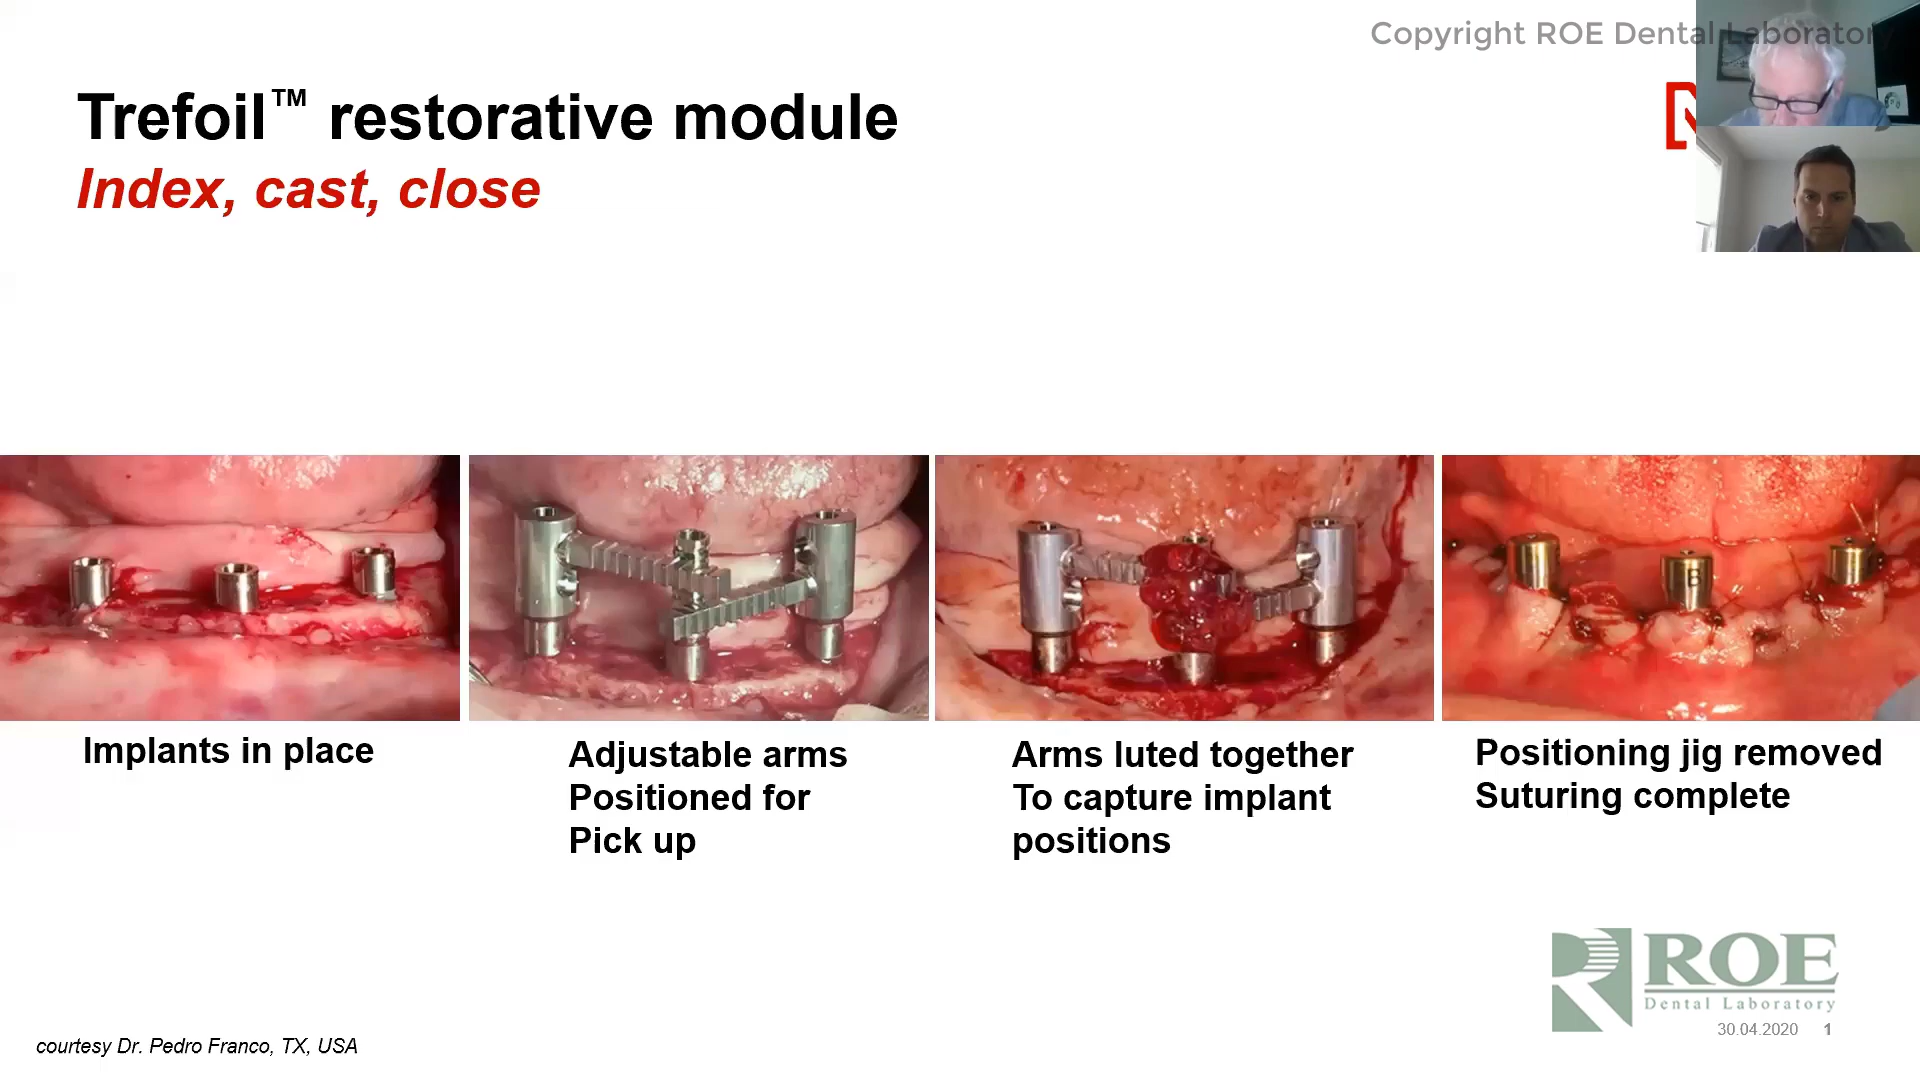 Copyright ROE Dental Laboratory
Trefoil™ restorative module
Index, cast, close
Implants in place
Adjustable arms
Positioned for
Pick up
Arms luted together
To capture implant
positions
Positioning jig removed
Suturing complete
B
ROE
Dental Laboratory
30.04.2020 1
courtesy Dr. Pedro Franco, TX, USA